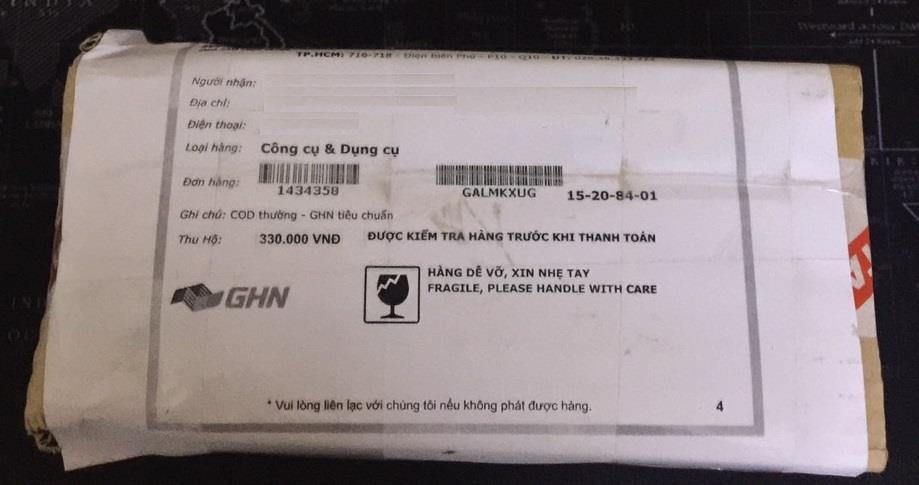 TP.HCM: 716-718 - Điện Biên Phủ - P10 - Q10 - ĐT:
Người nhận:
Địa chỉ:
Điện thoại:
Loại hàng: Công cụ & Dụng cụ
Đơn hàng: 1434358 GALMKXUG 15-20-84-01
Ghi chú: COD thường - GHN tiêu chuẩn
Thu Hộ: 330.000 VNĐ ĐƯỢC KIỂM TRA HÀNG TRƯỚC KHI THANH TOÁN
GHN
HÀNG DỄ VỠ, XIN NHẸ TAY
FRAGILE, PLEASE HANDLE WITH CARE
* Vui lòng liên lạc với chúng tôi nếu không phát được hàng. 4